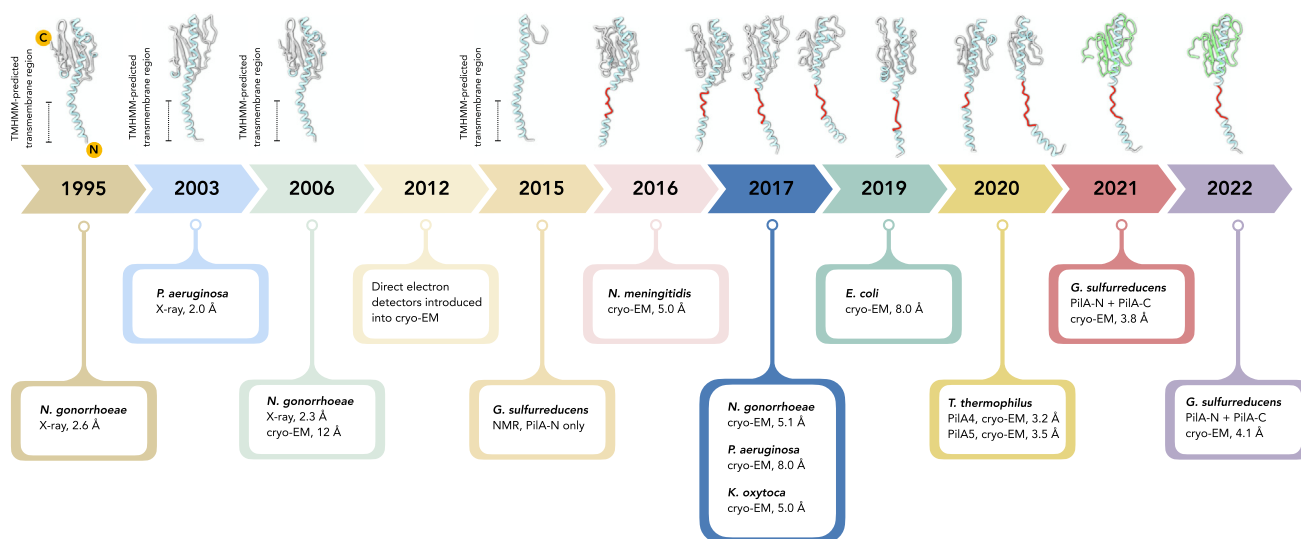 C
TMHMM-predicted
transmembrane region
N
TMHMM-predicted
transmembrane region
TMHMM-predicted
transmembrane region
TMHMM-predicted
transmembrane region
1995
2003
2006
2012
2015
2016
2017
2019
2020
2021
2022
P. aeruginosa
X-ray, 2.0 Å
Direct electron
detectors introduced
into cryo-EM
N. meningitidis
cryo-EM, 5.0 Å
E. coli
cryo-EM, 8.0 Å
G. sulfurreducens
PilA-N + PilA-C
cryo-EM, 3.8 Å
N. gonorrhoeae
X-ray, 2.6 Å
N. gonorrhoeae
X-ray, 2.3 Å
cryo-EM, 12 Å
G. sulfurreducens
NMR, PilA-N only
N. gonorrhoeae
cryo-EM, 5.1 Å
P. aeruginosa
cryo-EM, 8.0 Å
K. oxytoca
cryo-EM, 5.0 Å
T. thermophilus
PilA4, cryo-EM, 3.2 Å
PilA5, cryo-EM, 3.5 Å
G. sulfurreducens
PilA-N + PilA-C
cryo-EM, 4.1 Å